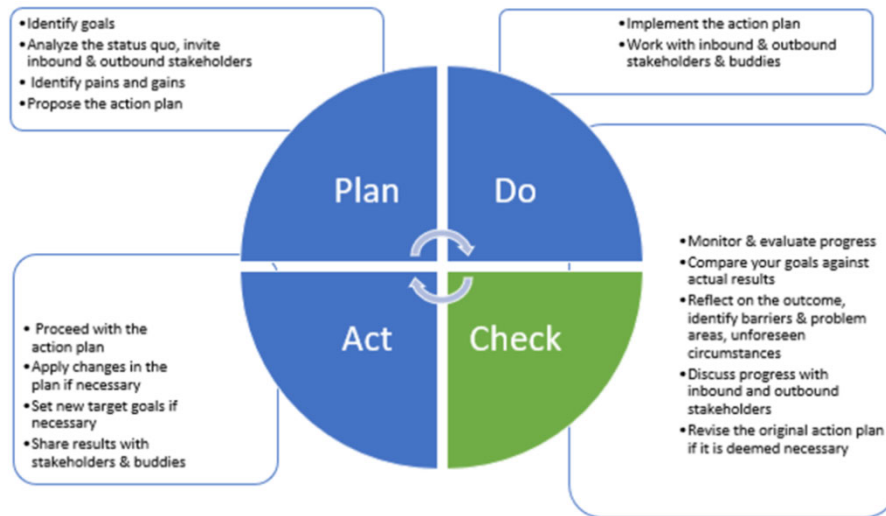 •Identify goals
•Analyze the status quo, invite
inbound & outbound stakeholders
• Identify pains and gains
•Propose the action plan
•Implement the action plan
•Work with inbound & outbound
stakeholders & buddies
Plan
Do
•Monitor & evaluate progress
•Compare your goals against
actual results
•Reflect on the outcome,
identify barriers & problem
areas, unforeseen
circumstances
•Discuss progress with
inbound and outbound
stakeholders
•Revise the original action plan
if it is deemed necessary
• Proceed with the
action plan
•Apply changes in the
plan if necessary
•Set new target goals if
necessary
•Share results with
stakeholders & buddies
Act
Check